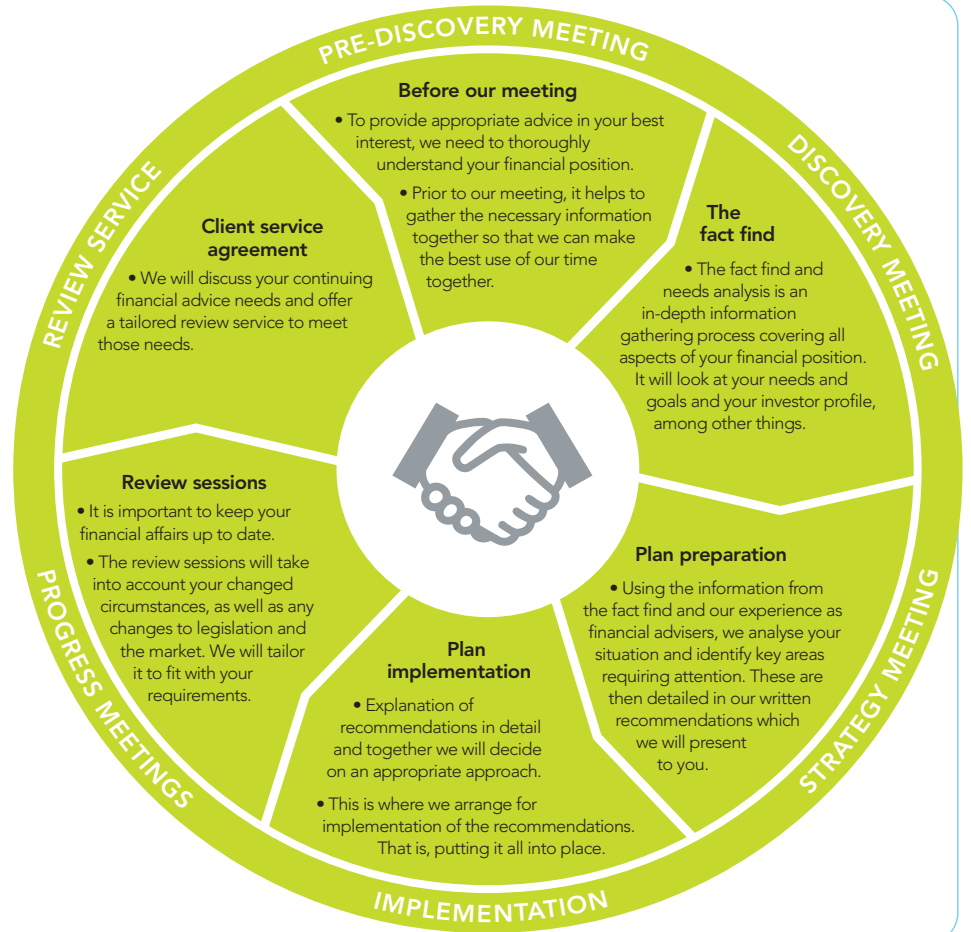 PRE-DISCOVERY MEETING
Before our meeting
• To provide appropriate advice in your best
interest, we need to thoroughly
understand your financial position.
• Prior to our meeting, it helps to
gather the necessary information
together so that we can make
the best use of our time
together.
DISCOVERY MEETING
The
fact find
• The fact find and
needs analysis is an
in-depth information
gathering process covering all
aspects of your financial position.
It will look at your needs and
goals and your investor profile,
among other things.
STRATEGY MEETING
Plan preparation
• Using the information from
the fact find and our experience as
financial advisers, we analyse your
situation and identify key areas
requiring attention. These are
then detailed in our written
recommendations which
we will present
to you.
IMPLEMENTATION
Plan
implementation
• Explanation of
recommendations in detail
and together we will decide
on an appropriate approach.
• This is where we arrange for
implementation of the recommendations.
That is, putting it all into place.
PROGRESS MEETINGS
Review sessions
• It is important to keep your
financial affairs up to date.
• The review sessions will take
into account your changed
circumstances, as well as any
changes to legislation and
the market. We will tailor
it to fit with your
requirements.
REVIEW SERVICE
Client service
agreement
• We will discuss your continuing
financial advice needs and offer
a tailored review service to meet
those needs.